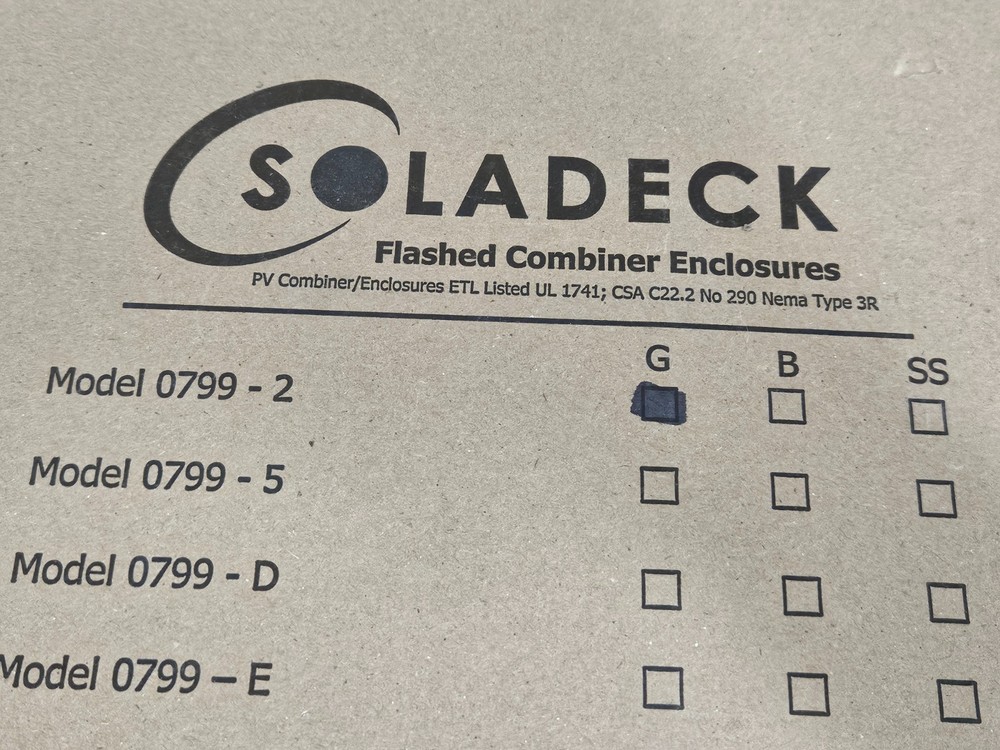 SOLADECK
Flashed Combiner Enclosures
PV Combiner/Enclosures ETL Listed UL 1741; CSA C22.2 No 290 Nema Type 3R
G B SS
Model 0799 - 2
Model 0799 - 5
Model 0799 - D
Model 0799 – E